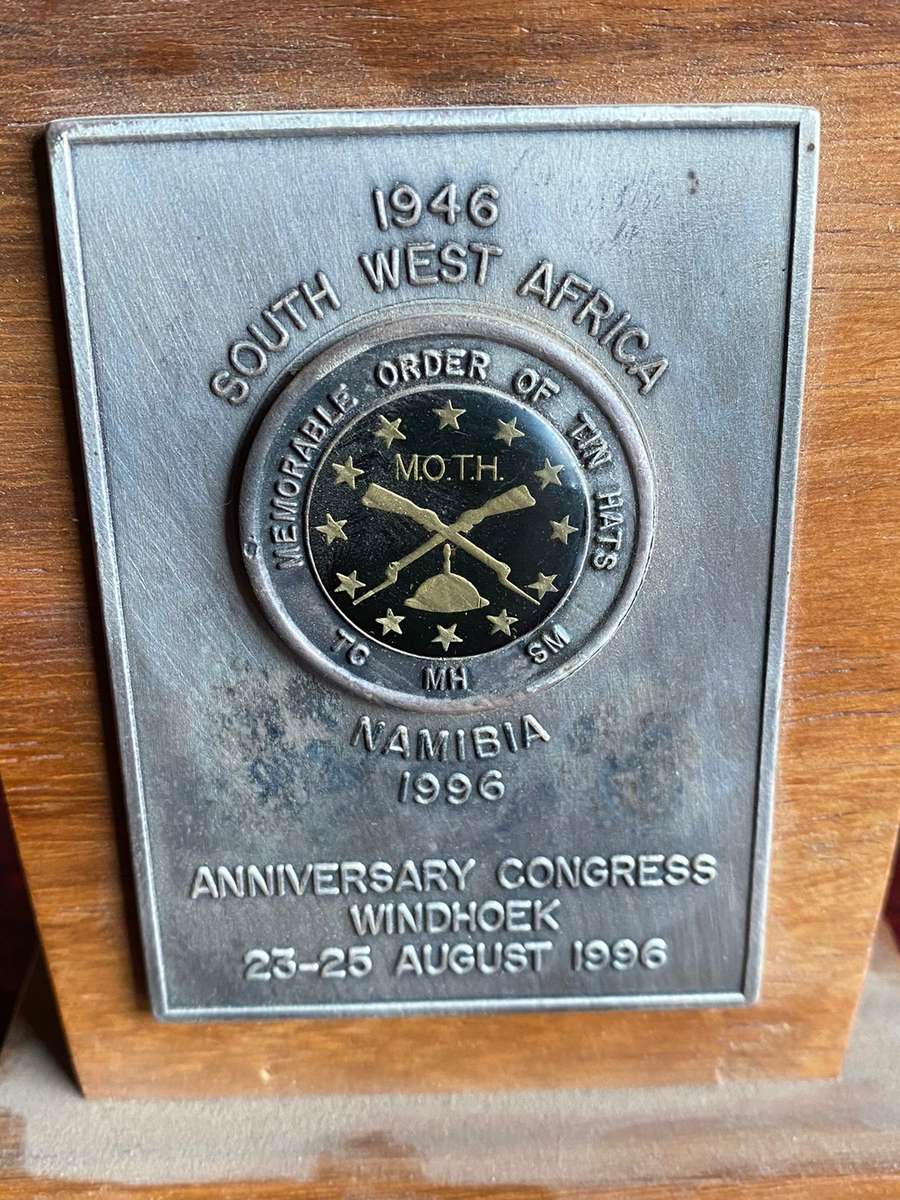 1946
SOUTH WEST AFRICA
MEMORABLE ORDER OF TIN HATS
M.O.T.H.
TC MH SM
NAMIBIA
1996
ANNIVERSARY CONGRESS
WINDHOEK
23-25 AUGUST 1996